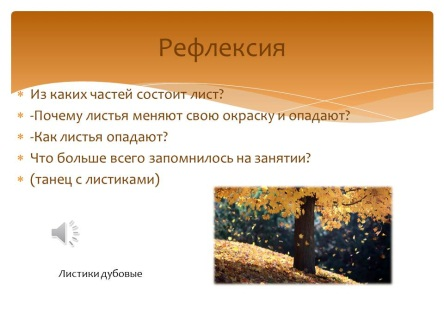 Рефлексия
Из каких частей состоит лист?
-Почему листья меняют свою окраску и опадают?
-Как листья опадают?
Что больше всего запомнилось на занятии?
(танец с листиками)
Листики дубовые